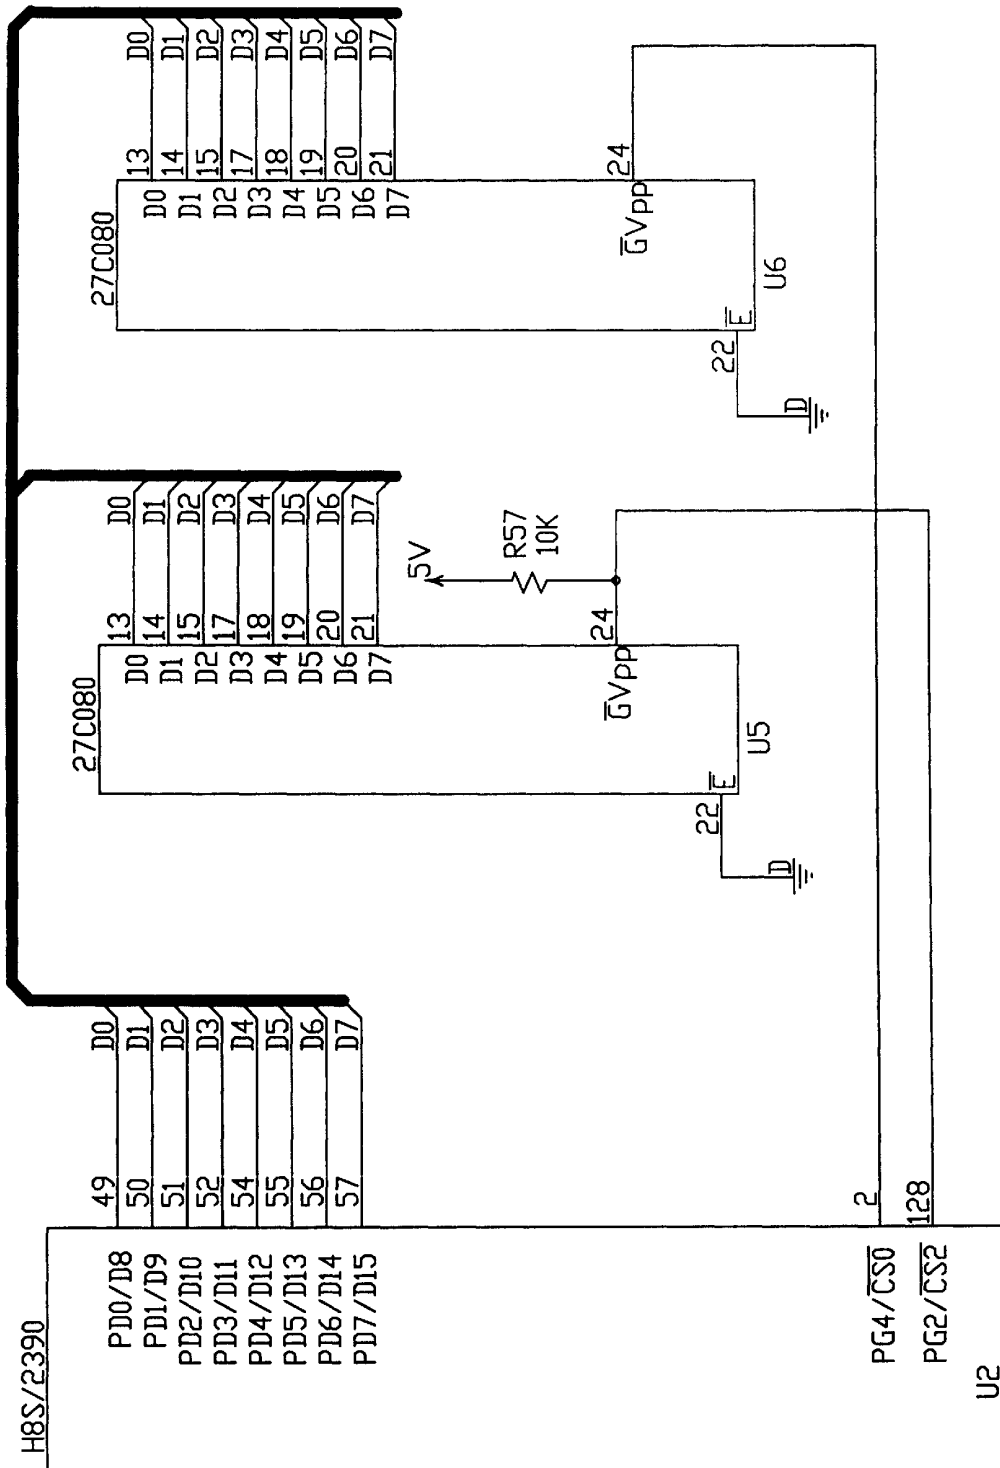 H8S/2390
PD0/D8
PD1/D9
PD2/D10
PD3/D11
PD4/D12
PD5/D13
PD6/D14
PD7/D15
PG4/CS0
PG2/CS2
U2
49
50
51
52
54
55
56
57
2
128
D0
D1
D2
D3
D4
D5
D6
D7
27C080
D0
D1
D2
D3
D4
D5
D6
D7
GVPP
E
U5
13
14
15
17
18
19
20
21
24
22
D
D0
D1
D2
D3
D4
D5
D6
D7
5V
R57
10K
27C080
D0
D1
D2
D3
D4
D5
D6
D7
GVPP
E
U6
13
14
15
17
18
19
20
21
24
22
D
D0
D1
D2
D3
D4
D5
D6
D7